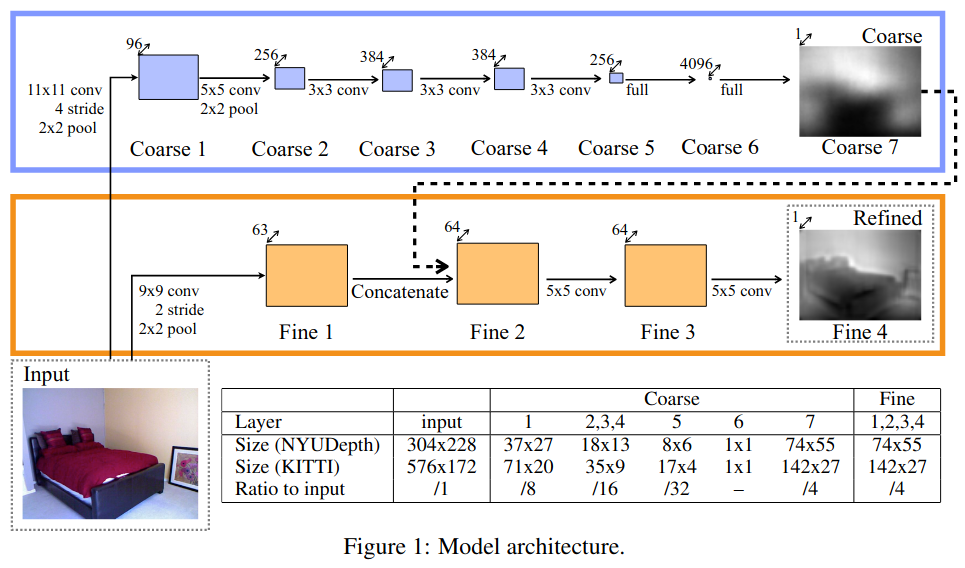 96
256
384
384
256
4096
1
Coarse
11x11 conv
4 stride
2x2 pool
5x5 conv
2x2 pool
3x3 conv
3x3 conv
3x3 conv
full
full
Coarse 1
Coarse 2
Coarse 3
Coarse 4
Coarse 5
Coarse 6
Coarse 7
63
64
64
1
Refined
9x9 conv
2 stride
2x2 pool
Concatenate
5x5 conv
5x5 conv
Fine 1
Fine 2
Fine 3
Fine 4
Input
Coarse Fine
Layer input 1 2,3,4 5 6 7 1,2,3,4
Size (NYUDepth) 304x228 37x27 18x13 8x6 1x1 74x55 74x55
Size (KITTI) 576x172 71x20 35x9 17x4 1x1 142x27 142x27
Ratio to input /1 /8 /16 /32 – /4 /4
Figure 1: Model architecture.